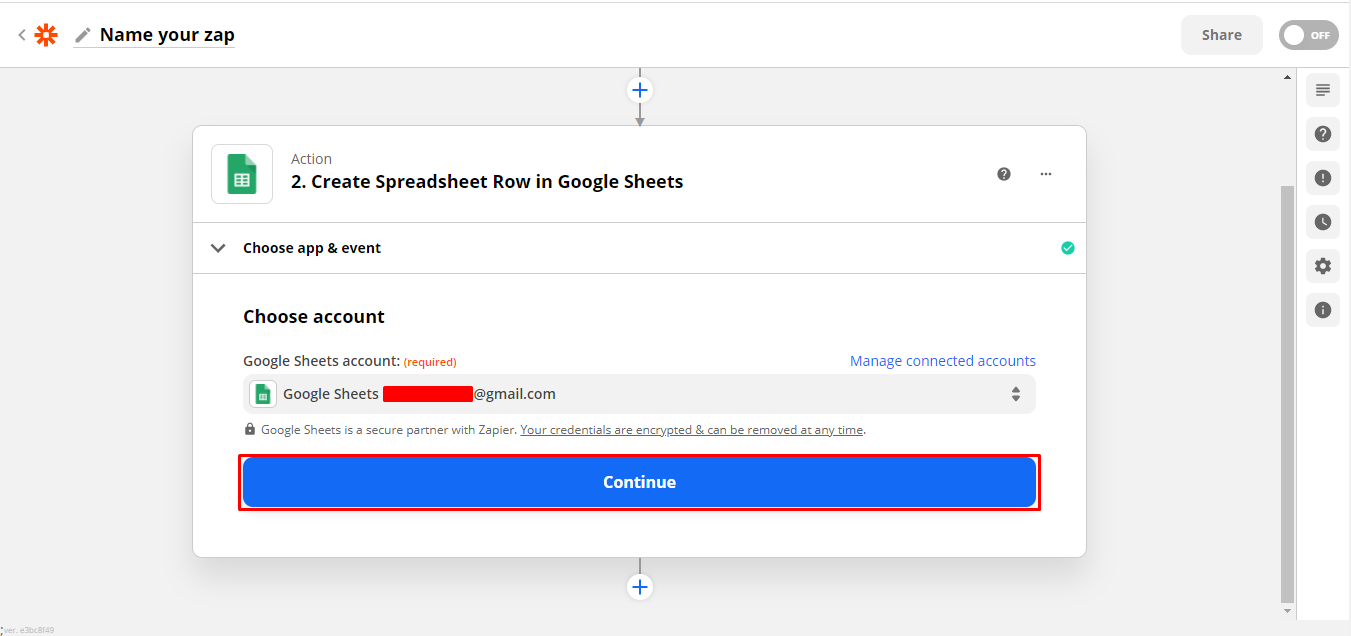 Name your zap
Share
OFF
Action
2. Create Spreadsheet Row in Google Sheets
Choose app & event
Choose account
Google Sheets account: (required)
Manage connected accounts
Google Sheets @gmail.com
Google Sheets is a secure partner with Zapier. Your credentials are encrypted & can be removed at any time.
Continue
ver. e3bc8f49